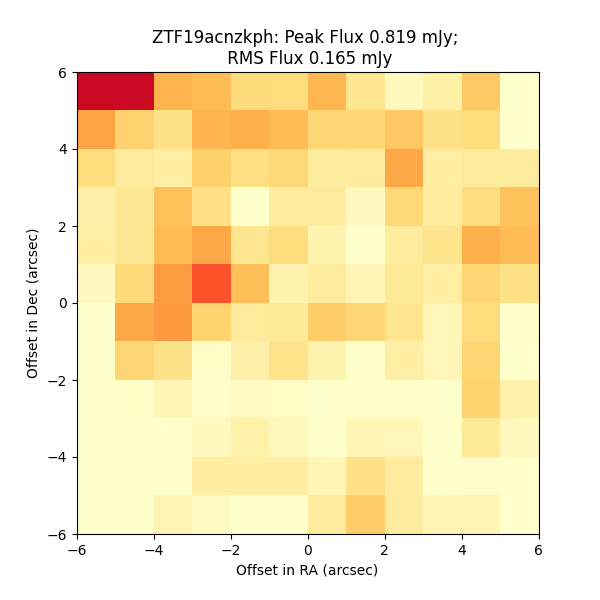 ZTF19acnzkph: Peak Flux 0.819 mJy;
RMS Flux 0.165 mJy
6
4
2
0
−2
−4
−6
Offset in Dec (arcsec)
−6 −4 −2 0 2 4 6
Offset in RA (arcsec)